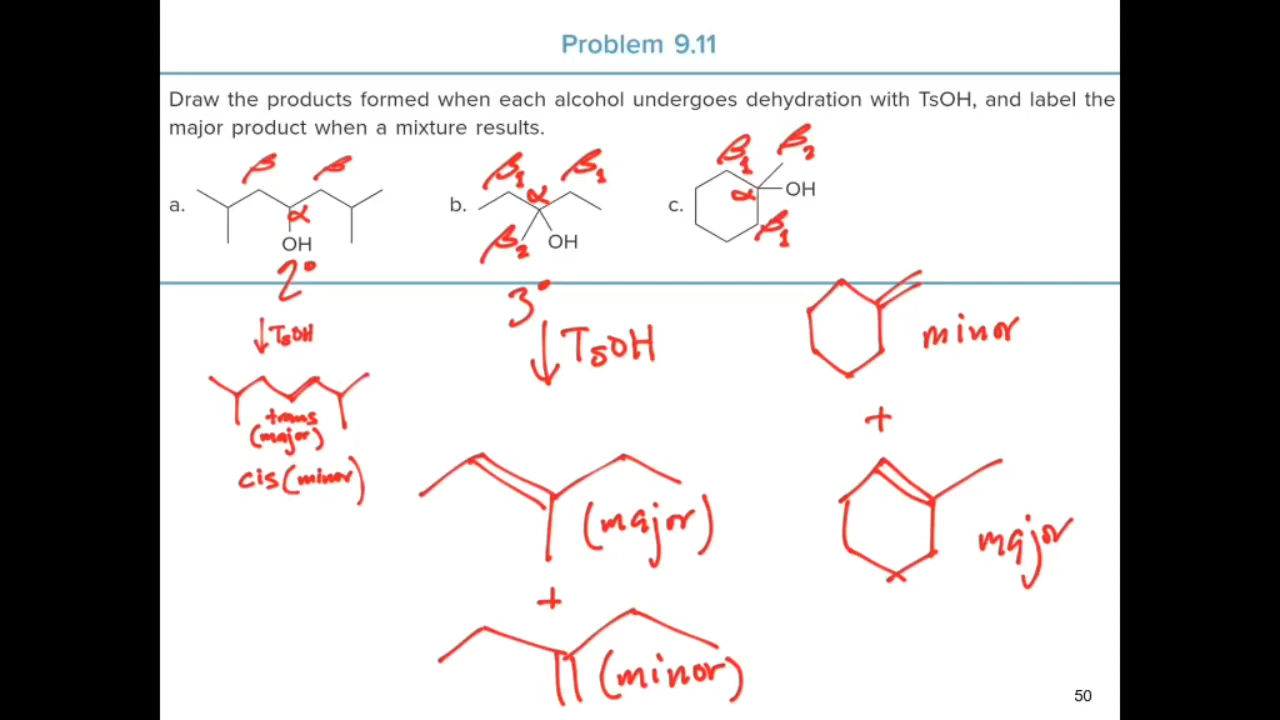 Problem 9.11
Draw the products formed when each alcohol undergoes dehydration with TsOH, and label the
major product when a mixture results.
β β
a.
α
OH
2°
↓ TsOH
trans
(major)
cis (minor)
β1 β1
b.
α
β2 OH
3°
↓ TsOH
(major)
+
(minor)
β1 β2
c.
α OH
β1
minor
+
major
50